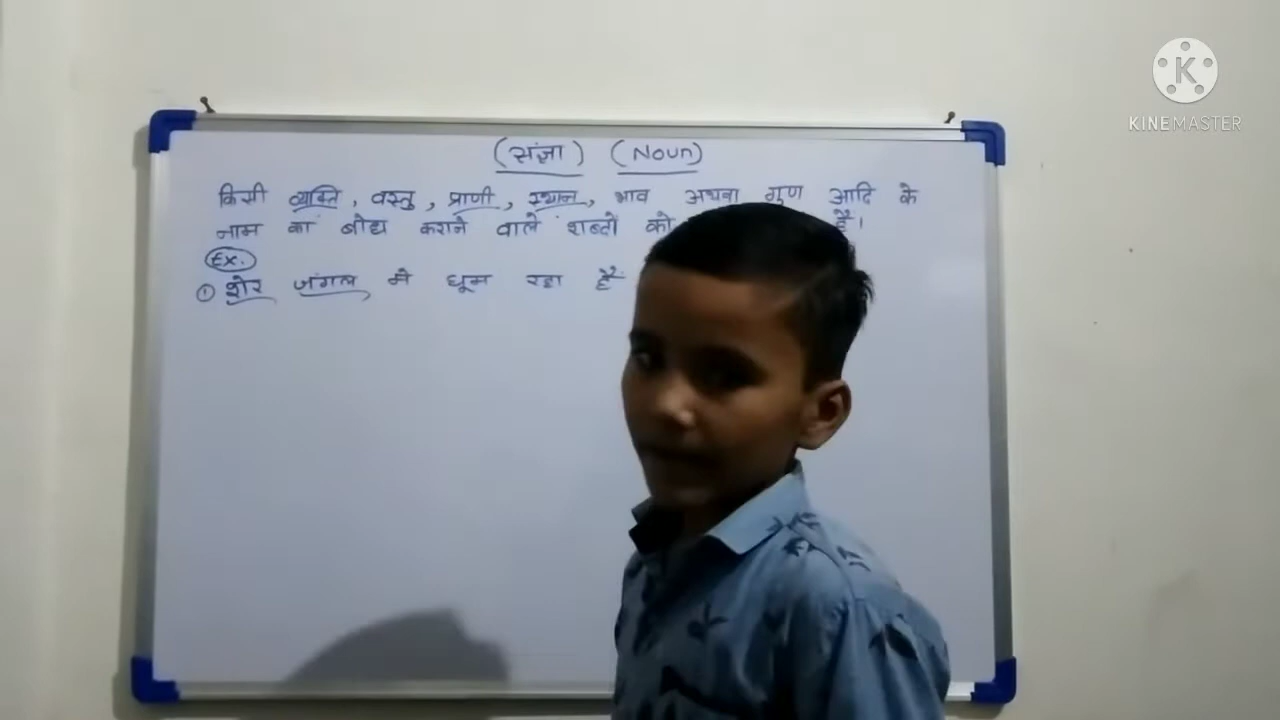 (संज्ञा) (Noun)
किसी व्यक्ति, वस्तु, प्राणी, स्थान, भाव अथवा गुण आदि के
नाम का बोध कराने वाले शब्दों को है।
Ex.
① शेर जंगल में घूम रहा है
K
KINEMASTER